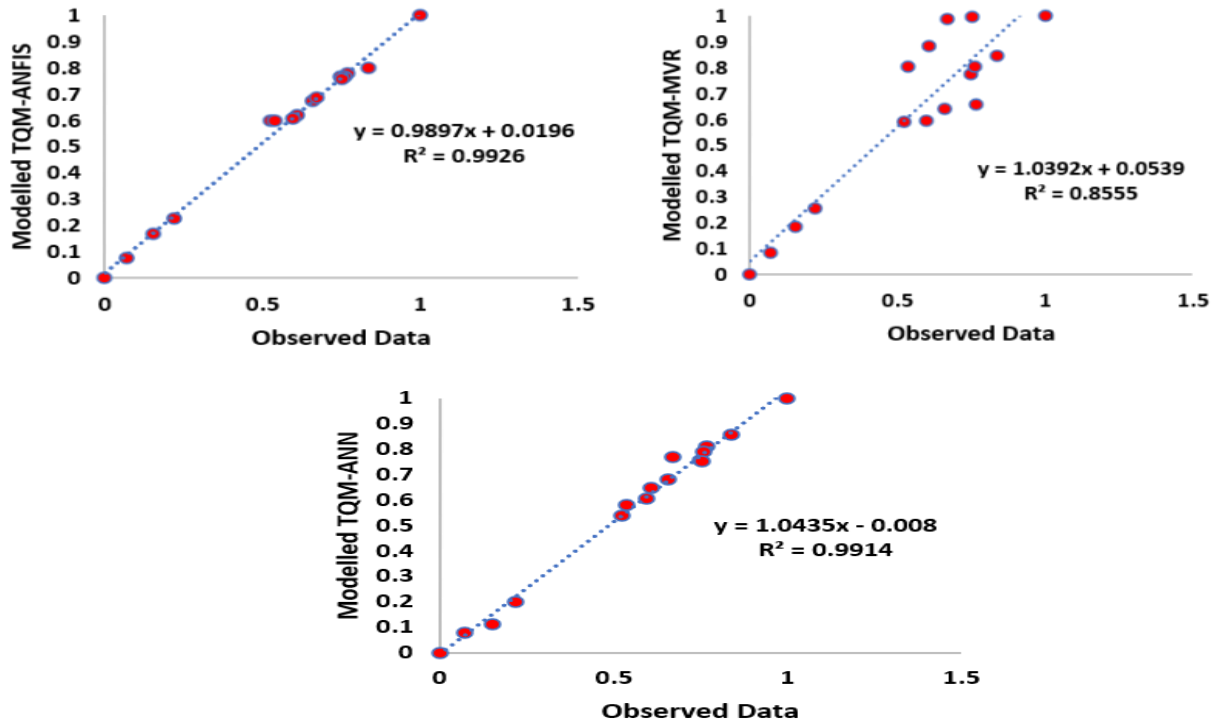 Modelled TQM-ANFIS
1
0.9
0.8
0.7
0.6
0.5
0.4
0.3
0.2
0.1
0
y = 0.9897x + 0.0196
R² = 0.9926
0 0.5 1 1.5
Observed Data
Modelled TQM-MVR
1
0.9
0.8
0.7
0.6
0.5
0.4
0.3
0.2
0.1
0
y = 1.0392x + 0.0539
R² = 0.8555
0 0.5 1 1.5
Observed Data
Modelled TQM-ANN
1
0.9
0.8
0.7
0.6
0.5
0.4
0.3
0.2
0.1
0
y = 1.0435x - 0.008
R² = 0.9914
0 0.5 1 1.5
Observed Data